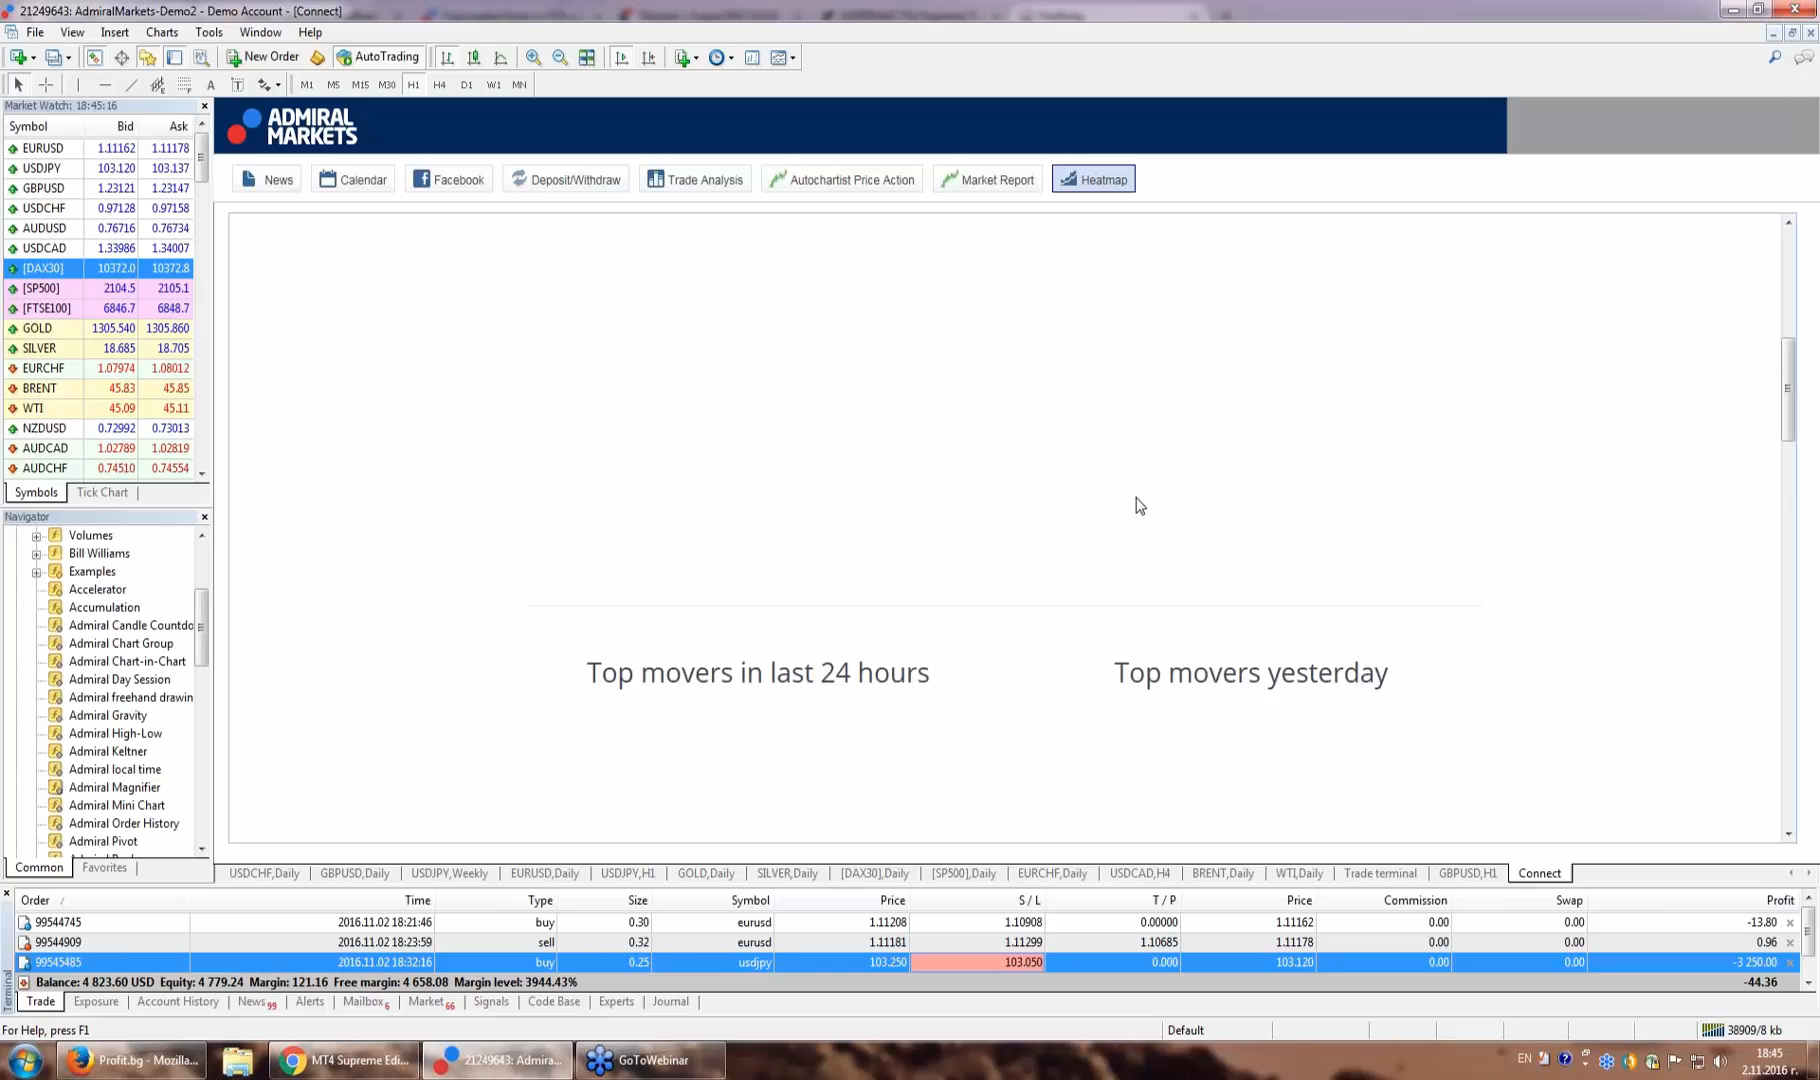 21249643: AdmiralMarkets-Demo2 - Demo Account - [Connect]
File View Insert Charts Tools Window Help
New Order AutoTrading
A T M1 M5 M15 M30 H1 H4 D1 W1 MN
Market Watch: 18:45:16
Symbol Bid Ask
EURUSD 1.11162 1.11178
USDJPY 103.120 103.137
GBPUSD 1.23121 1.23147
USDCHF 0.97128 0.97158
AUDUSD 0.76716 0.76734
USDCAD 1.33986 1.34007
[DAX30] 10372.0 10372.8
[SP500] 2104.5 2105.1
[FTSE100] 6846.7 6848.7
GOLD 1305.540 1305.860
SILVER 18.685 18.705
EURCHF 1.07974 1.08012
BRENT 45.83 45.85
WTI 45.09 45.11
NZDUSD 0.72992 0.73013
AUDCAD 1.02789 1.02819
AUDCHF 0.74510 0.74554
Symbols Tick Chart
Navigator
Volumes
Bill Williams
Examples
Accelerator
Accumulation
Admiral Candle Countdo
Admiral Chart Group
Admiral Chart-in-Chart
Admiral Day Session
Admiral freehand drawin
Admiral Gravity
Admiral High-Low
Admiral Keltner
Admiral local time
Admiral Magnifier
Admiral Mini Chart
Admiral Order History
Admiral Pivot
Common Favorites
ADMIRAL
MARKETS
News Calendar Facebook Deposit/Withdraw Trade Analysis Autochartist Price Action Market Report Heatmap
Top movers in last 24 hours Top movers yesterday
USDCHF,Daily GBPUSD,Daily USDJPY,Weekly EURUSD,Daily USDJPY,H1 GOLD,Daily SILVER,Daily [DAX30],Daily [SP500],Daily EURCHF,Daily USDCAD,H4 BRENT,Daily WTI,Daily Trade terminal GBPUSD,H1 Connect
Order Time Type Size Symbol Price S / L T / P Price Commission Swap Profit
99544745 2016.11.02 18:21:46 buy 0.30 eurusd 1.11208 1.10908 0.00000 1.11162 0.00 0.00 -13.80
99544909 2016.11.02 18:23:59 sell 0.32 eurusd 1.11181 1.11299 1.10685 1.11178 0.00 0.00 0.96
99545485 2016.11.02 18:32:16 buy 0.25 usdjpy 103.250 103.050 0.000 103.120 0.00 0.00 -3 250.00
Balance: 4 823.60 USD Equity: 4 779.24 Margin: 121.16 Free margin: 4 658.08 Margin level: 3944.43% -44.36
Terminal
Trade Exposure Account History News 99 Alerts Mailbox 6 Market 66 Signals Code Base Experts Journal
For Help, press F1 Default 38909/8 kb
Profit.bg - Mozilla... MT4 Supreme Edi... 21249643: Admira... GoToWebinar EN 18:45
2.11.2016 г.